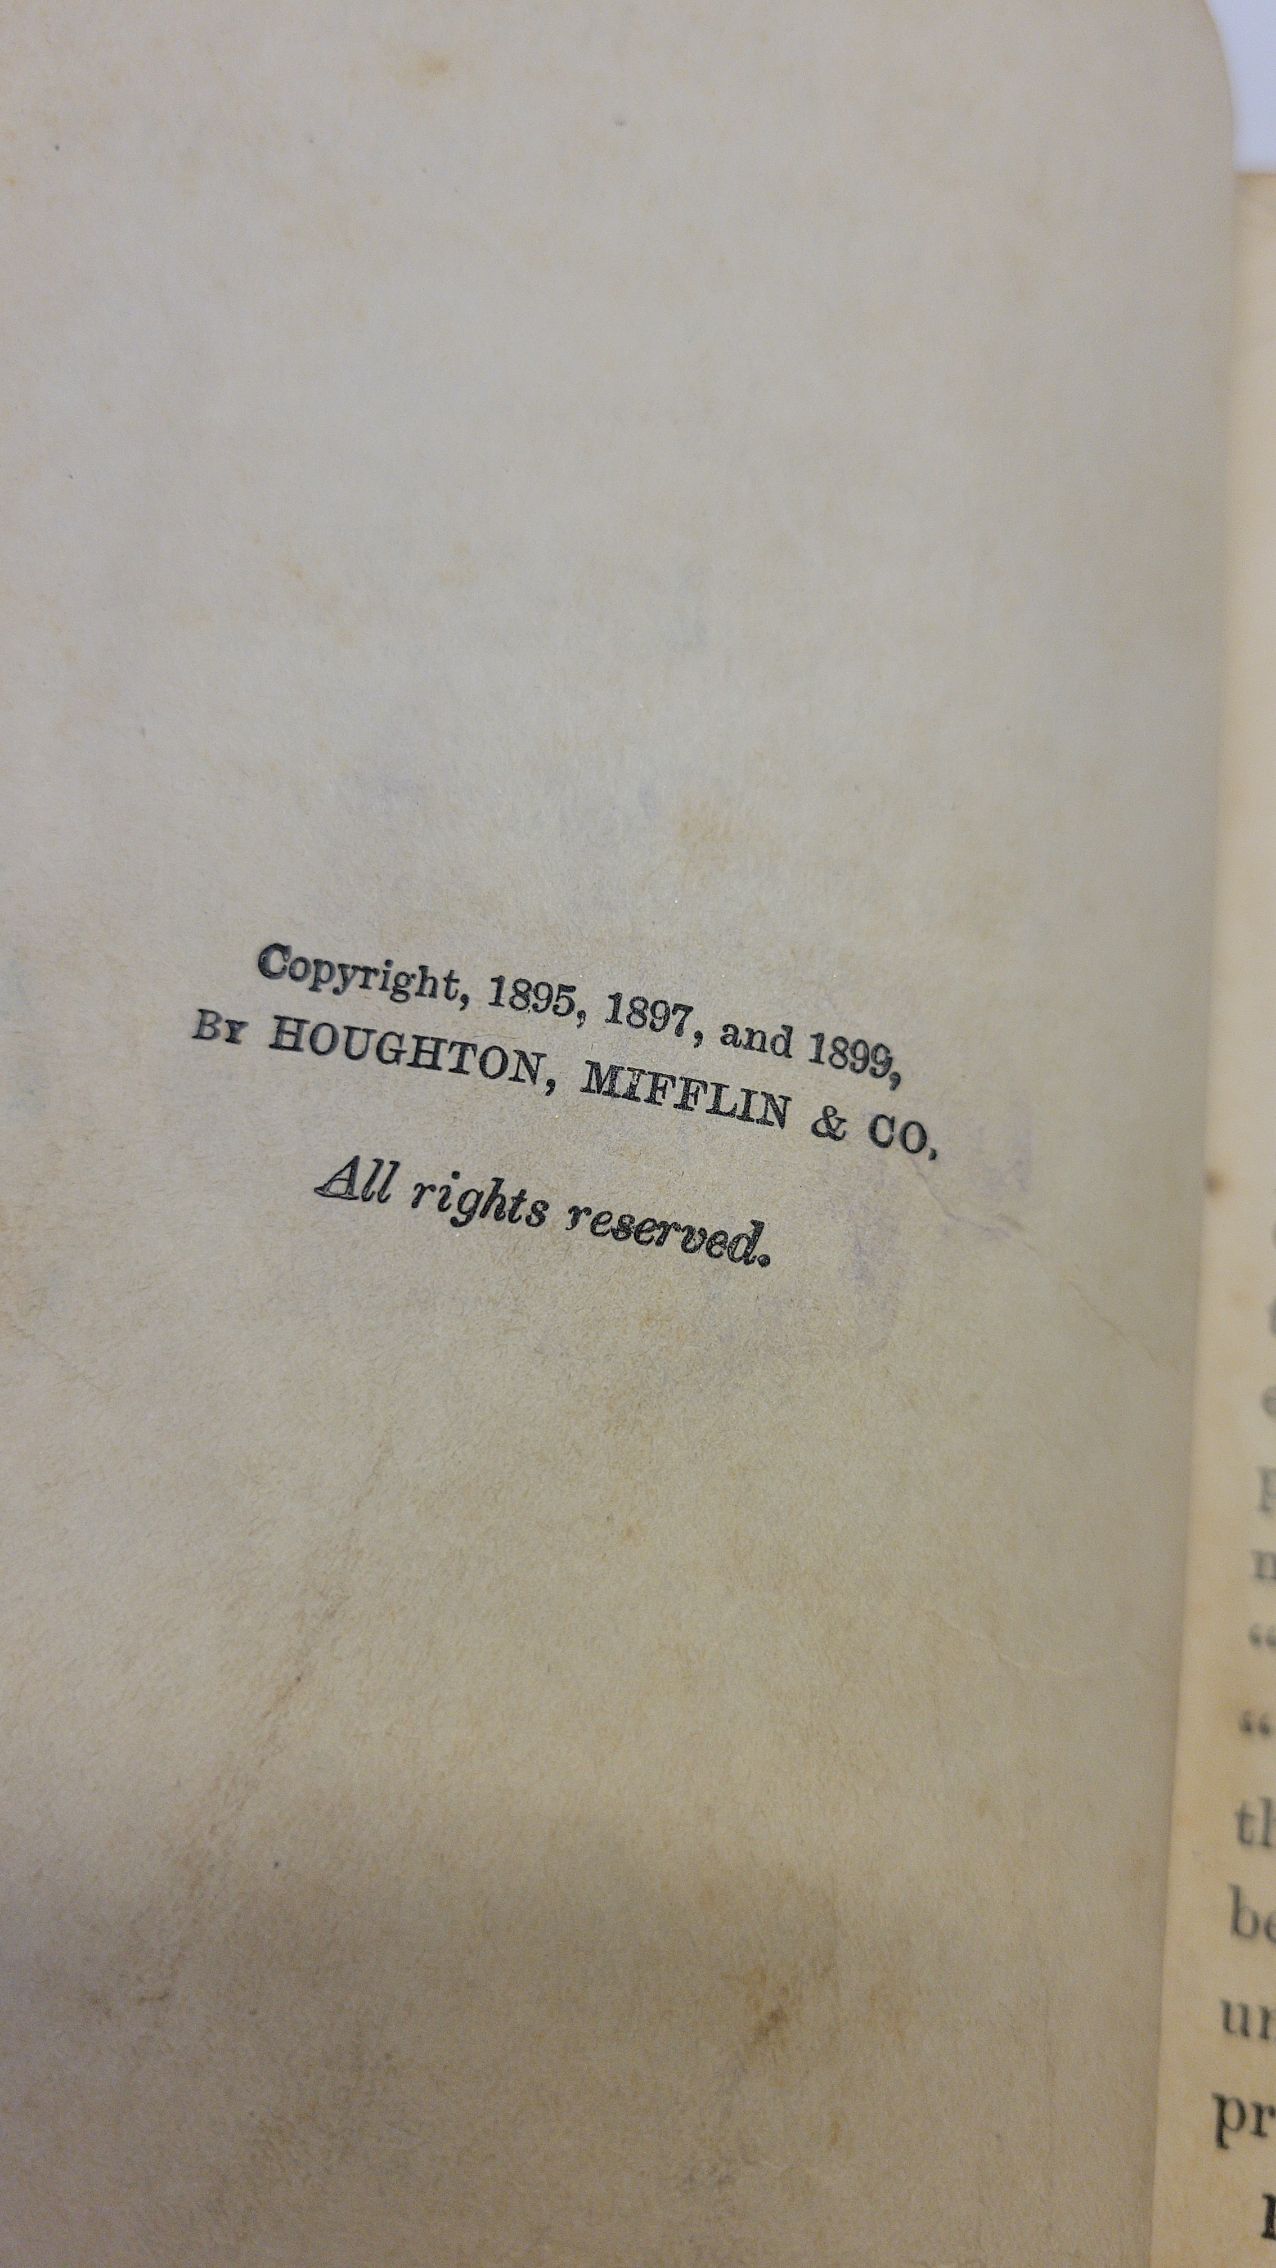 Copyright, 1895, 1897, and 1899,
By HOUGHTON, MIFFLIN & CO.
All rights reserved.
“
“